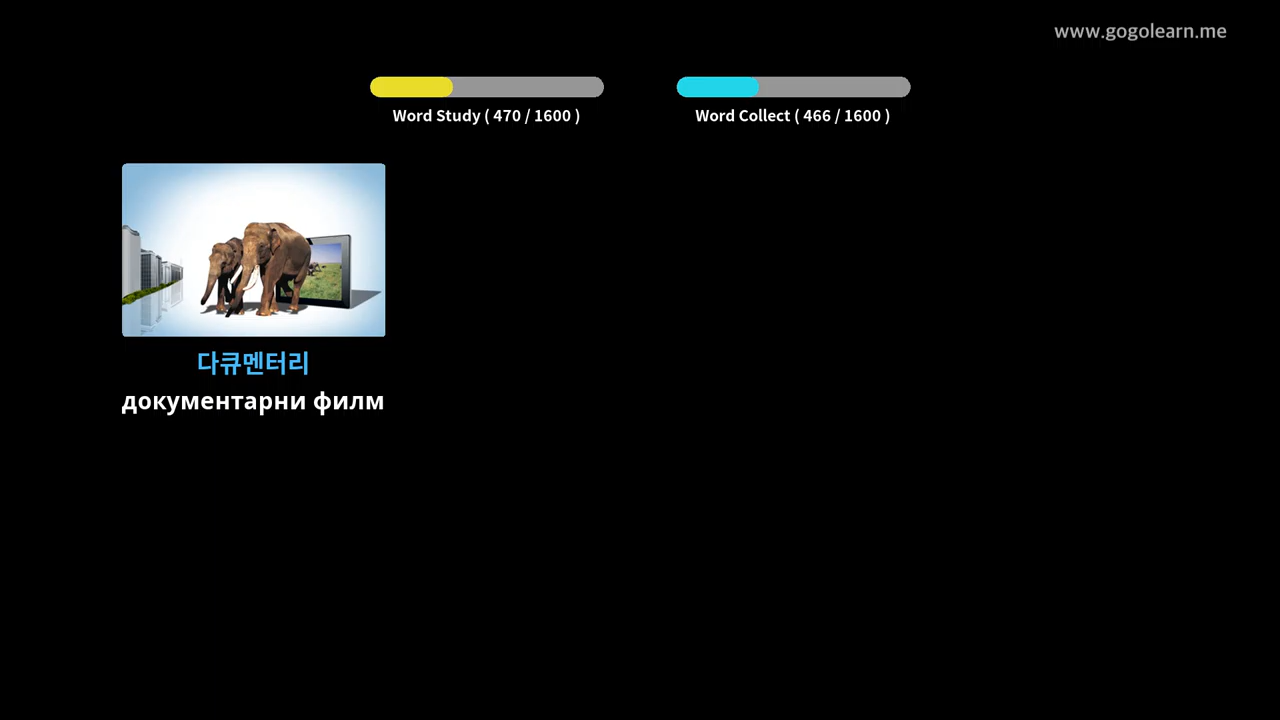 www.gogolearn.me
Word Study ( 470 / 1600 )
Word Collect ( 466 / 1600 )
다큐멘터리
документарни филм